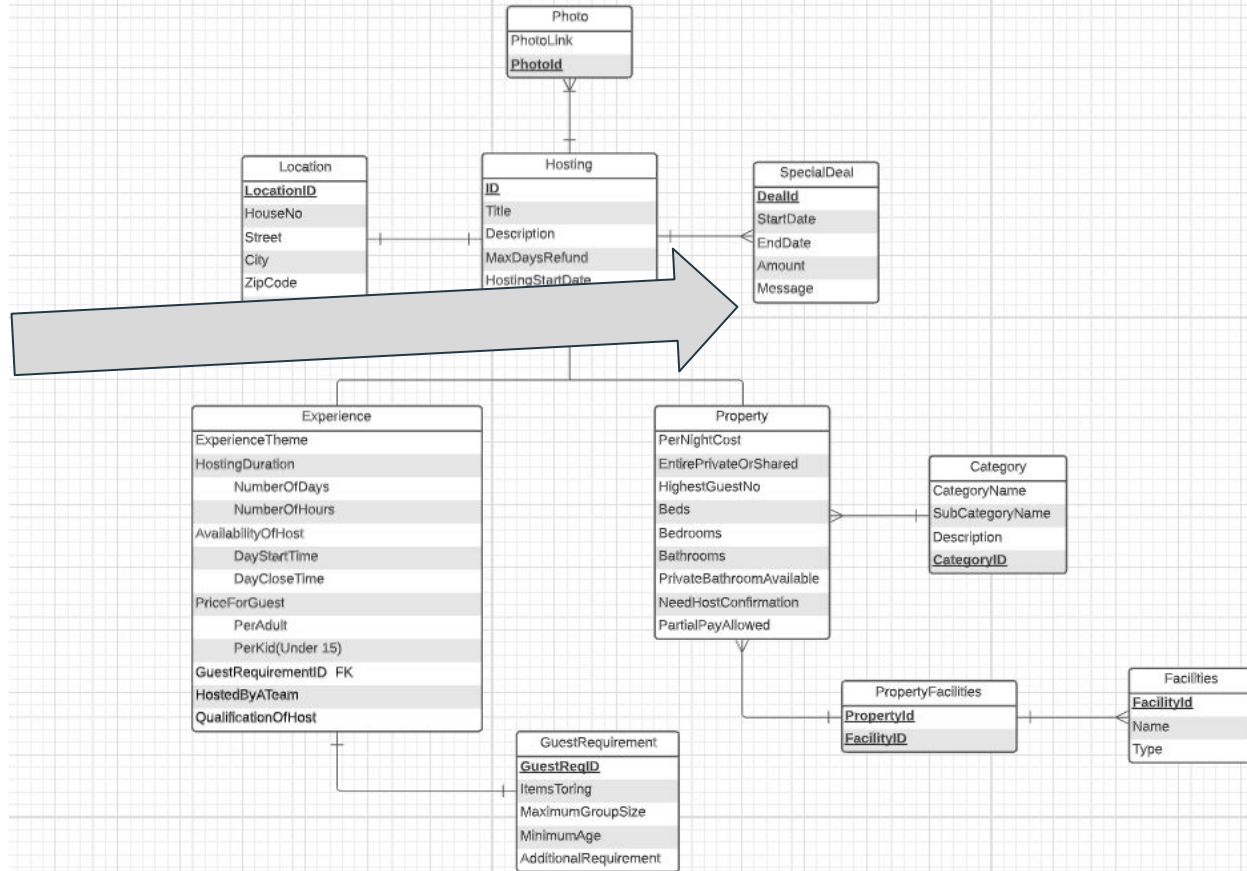 Photo
PhotoLink
PhotoId
Location
LocationID
HouseNo
Street
City
ZipCode
Hosting
ID
Title
Description
MaxDaysRefund
HostingStartDate
SpecialDeal
DealId
StartDate
EndDate
Amount
Message
Experience
ExperienceTheme
HostingDuration
NumberOfDays
NumberOfHours
AvailabilityOfHost
DayStartTime
DayCloseTime
PriceForGuest
PerAdult
PerKid(Under 15)
GuestRequirementID FK
HostedByATeam
QualificationOfHost
Property
PerNightCost
EntirePrivateOrShared
HighestGuestNo
Beds
Bedrooms
Bathrooms
PrivateBathroomAvailable
NeedHostConfirmation
PartialPayAllowed
Category
CategoryName
SubCategoryName
Description
CategoryID
PropertyFacilities
PropertyId
FacilityID
Facilities
FacilityId
Name
Type
GuestRequirement
GuestReqID
ItemsToring
MaximumGroupSize
MinimumAge
AdditionalRequirement